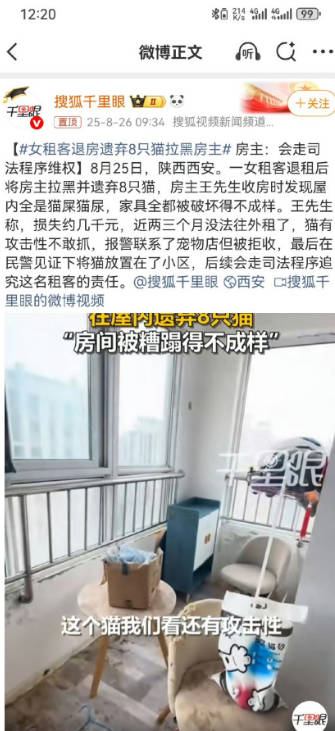 12:20
214 K/s
4G
4G
99
微博正文
听
搜狐千里眼
II
+关注
置顶 25-8-26 09:34 搜狐视频新闻频道...
【#女租客退房遗弃8只猫拉黑房主# 房主：会走司
法程序维权】8月25日，陕西西安。一女租客退租后
将房主拉黑并遗弃8只猫，房主王先生收房时发现屋
内全是猫屎猫尿，家具全都被破坏得不成样。王先生
称，损失约几千元，近两三个月没法往外租了，猫有
攻击性不敢抓，报警联系了宠物店但被拒收，最后在
民警见证下将猫放置在了小区，后续会走司法程序追
究这名租客的责任。@搜狐千里眼 西安 搜狐千
里眼的微博视频
在屋内遗弃8只猫
“房间被糟蹋得不成样”
千里眼
这个猫我们看还有攻击性
千里眼